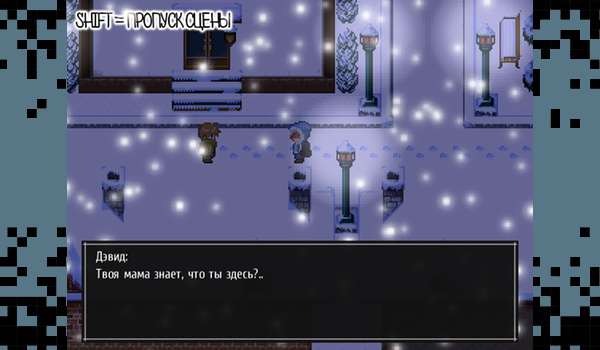 SHIFT = ПРОПУСК СЦЕНЫ
Дэвид:
Твоя мама знает, что ты здесь?..